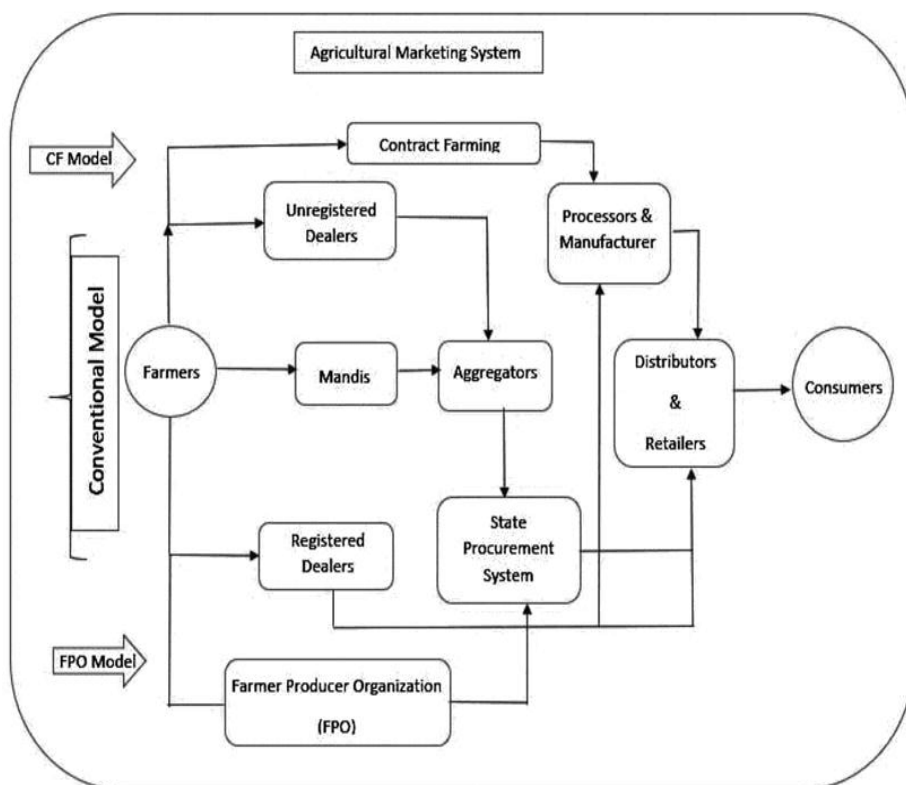 Agricultural Marketing System
CF Model
Contract Farming
Unregistered
Dealers
Processors &
Manufacturer
Conventional Model
Farmers
Mandis
Aggregators
Distributors
&
Retailers
Consumers
Registered
Dealers
State
Procurement
System
FPO Model
Farmer Producer Organization
(FPO)